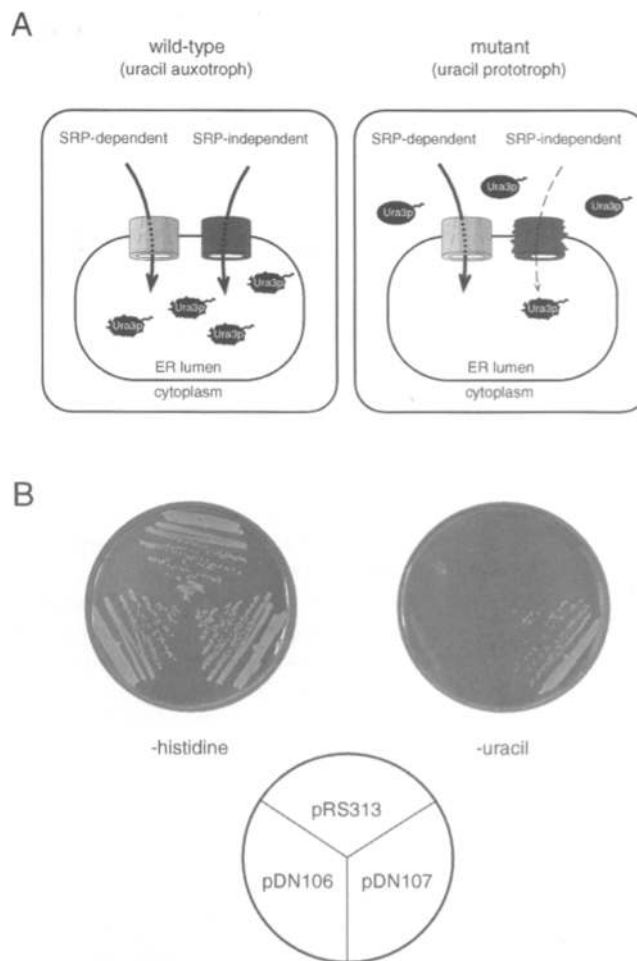 A
wild-type
(uracil auxotroph)
SRP-dependent SRP-independent
Ura3p
Ura3p
Ura3p
Ura3p
ER lumen
cytoplasm
mutant
(uracil prototroph)
SRP-dependent SRP-independent
Ura3p
Ura3p
Ura3p
Ura3p
ER lumen
cytoplasm
B
-histidine
-uracil
pRS313
pDN106
pDN107